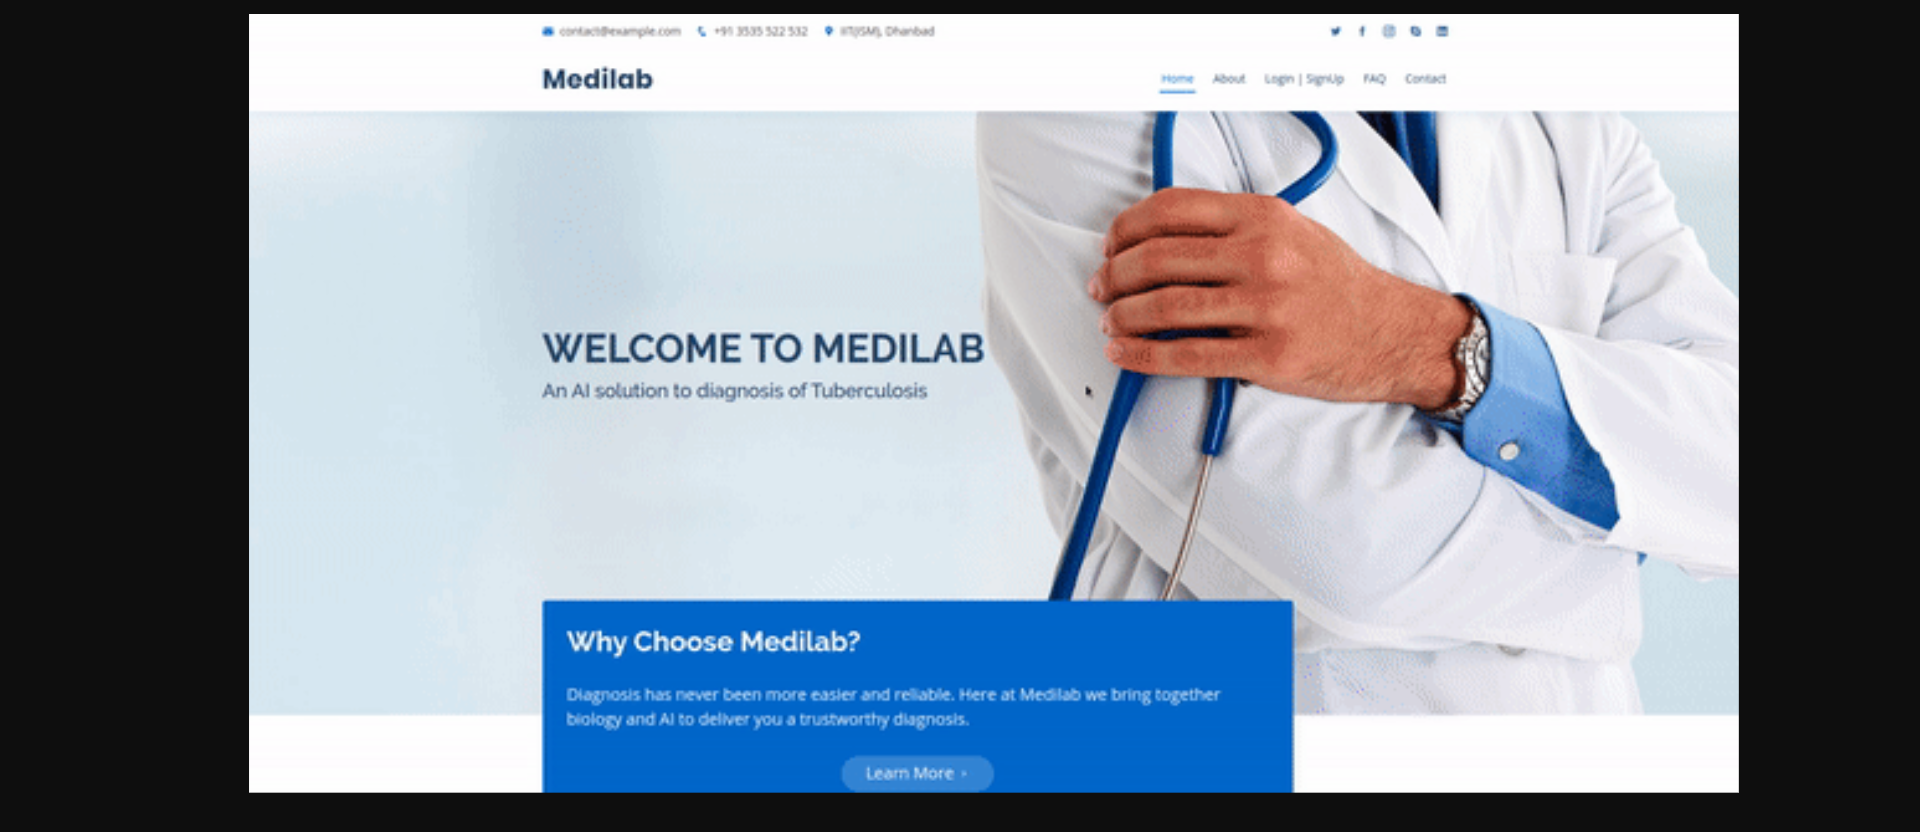 contact@example.com +91 3535 522 532 IIT(ISM), Dhanbad
Medilab
Home About Login | SignUp FAQ Contact
WELCOME TO MEDILAB
An AI solution to diagnosis of Tuberculosis
Why Choose Medilab?
Diagnosis has never been more easier and reliable. Here at Medilab we bring together
biology and AI to deliver you a trustworthy diagnosis.
Learn More